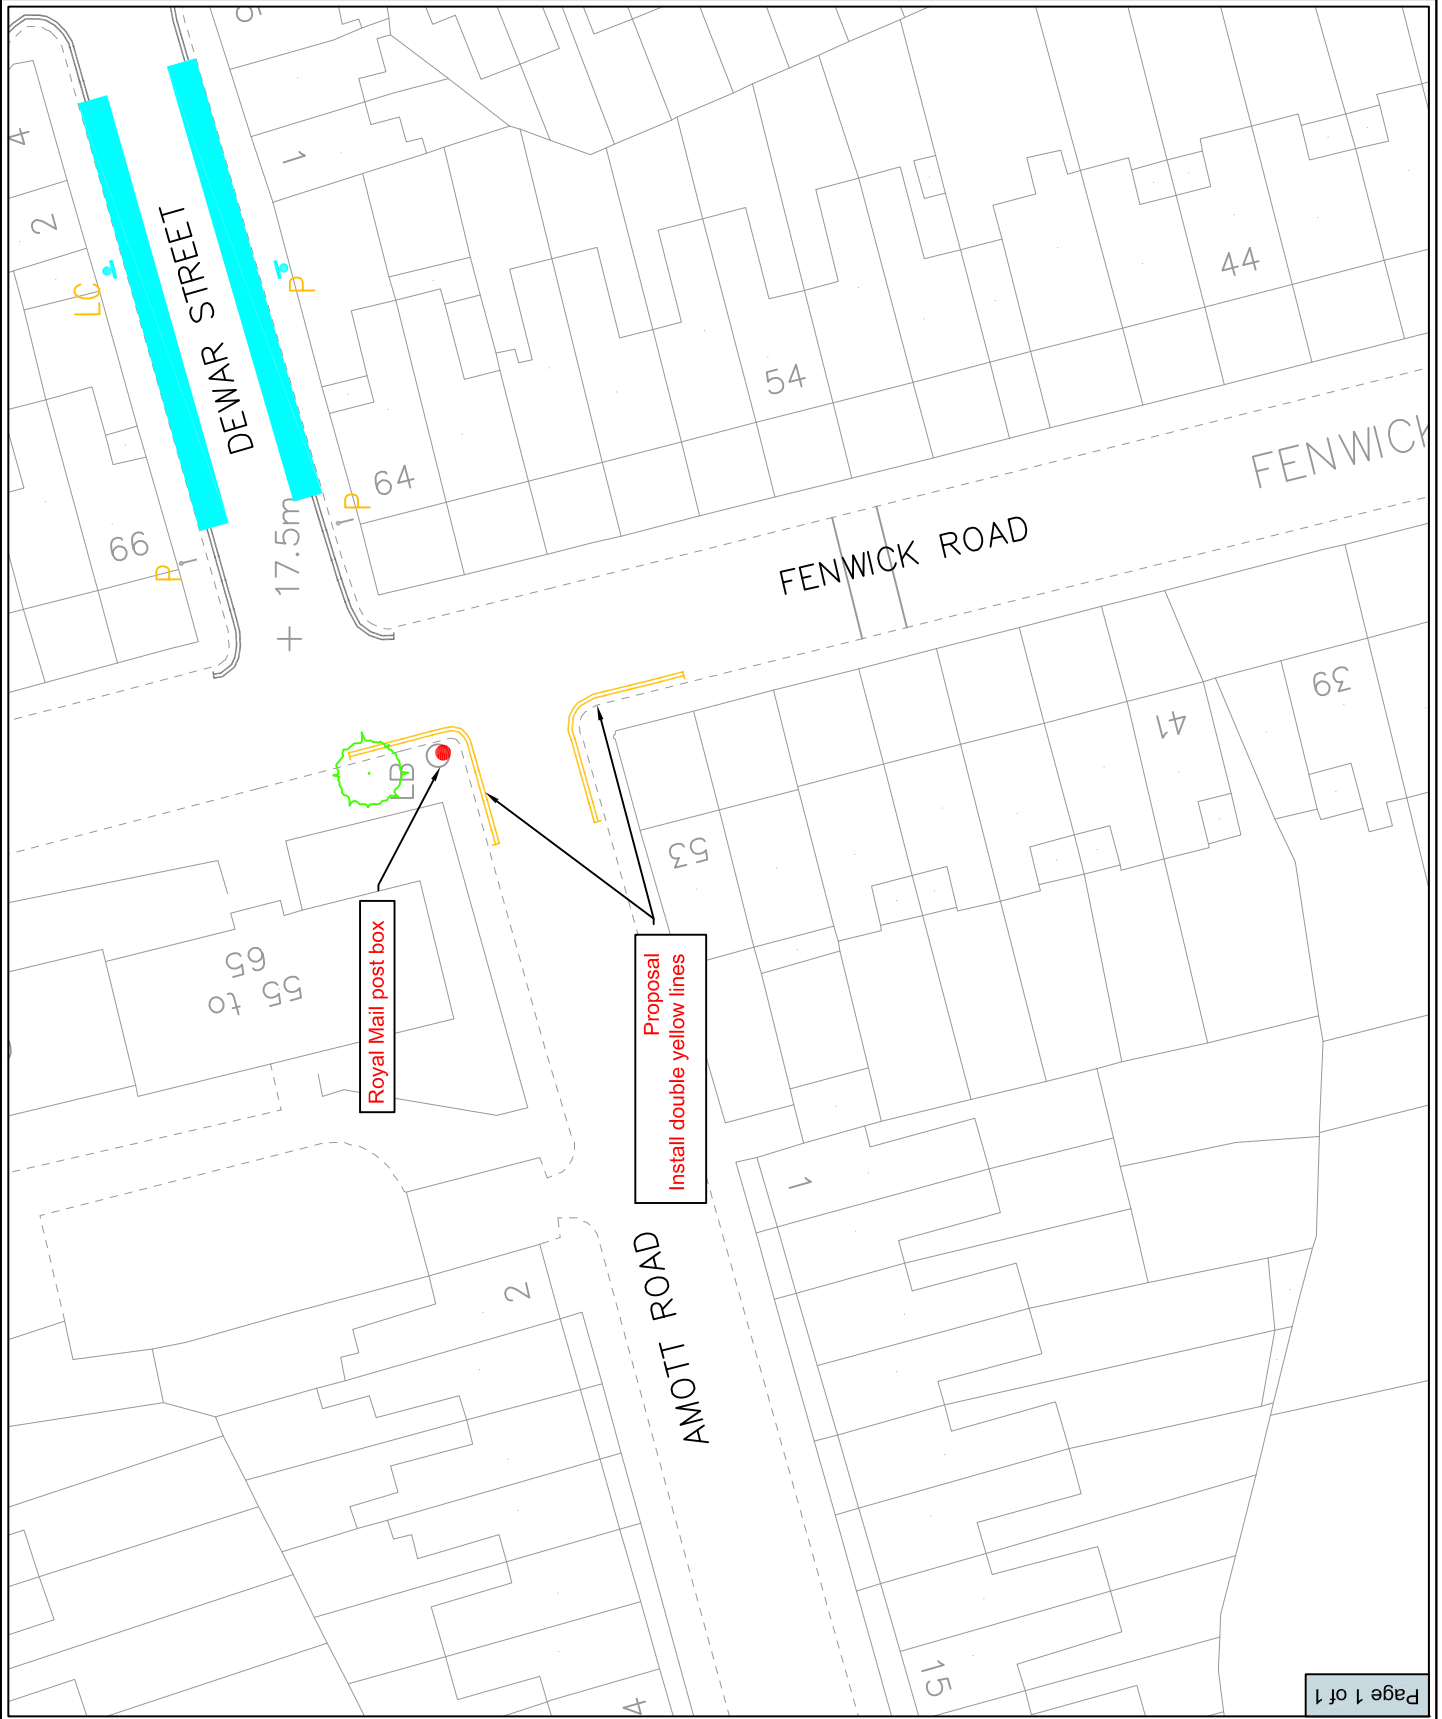 4
2
1
LC
P
DEWAR STREET
44
54
64
P
66
P
+ 17.5m
FENWICK
FENWICK ROAD
39
41
LB
53
55 to
65
Royal Mail post box
Proposal
Install double yellow lines
1
2
AMOTT ROAD
15
4
Page 1 of 1